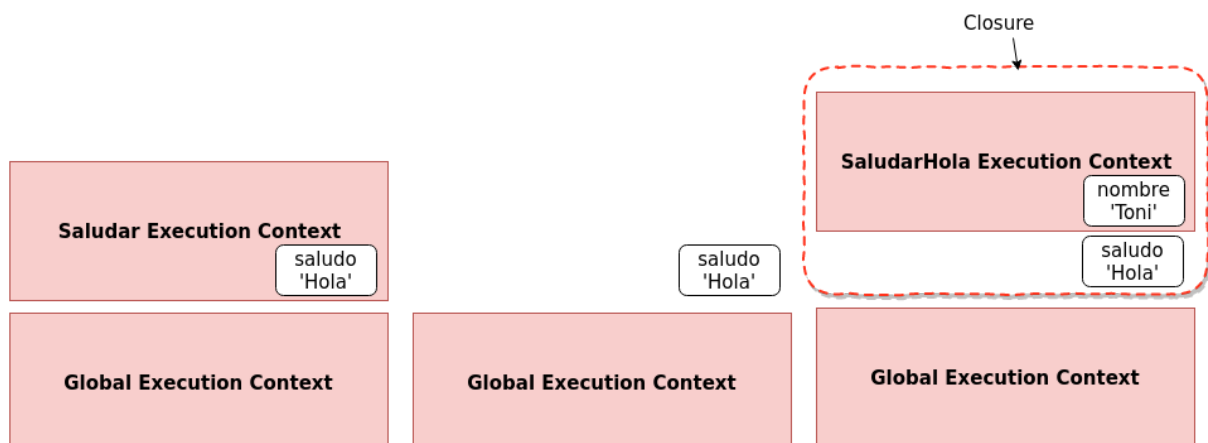 Closure
SaludarHola Execution Context
nombre
'Toni'
saludo
'Hola'
Saludar Execution Context
saludo
'Hola'
saludo
'Hola'
Global Execution Context
Global Execution Context
Global Execution Context